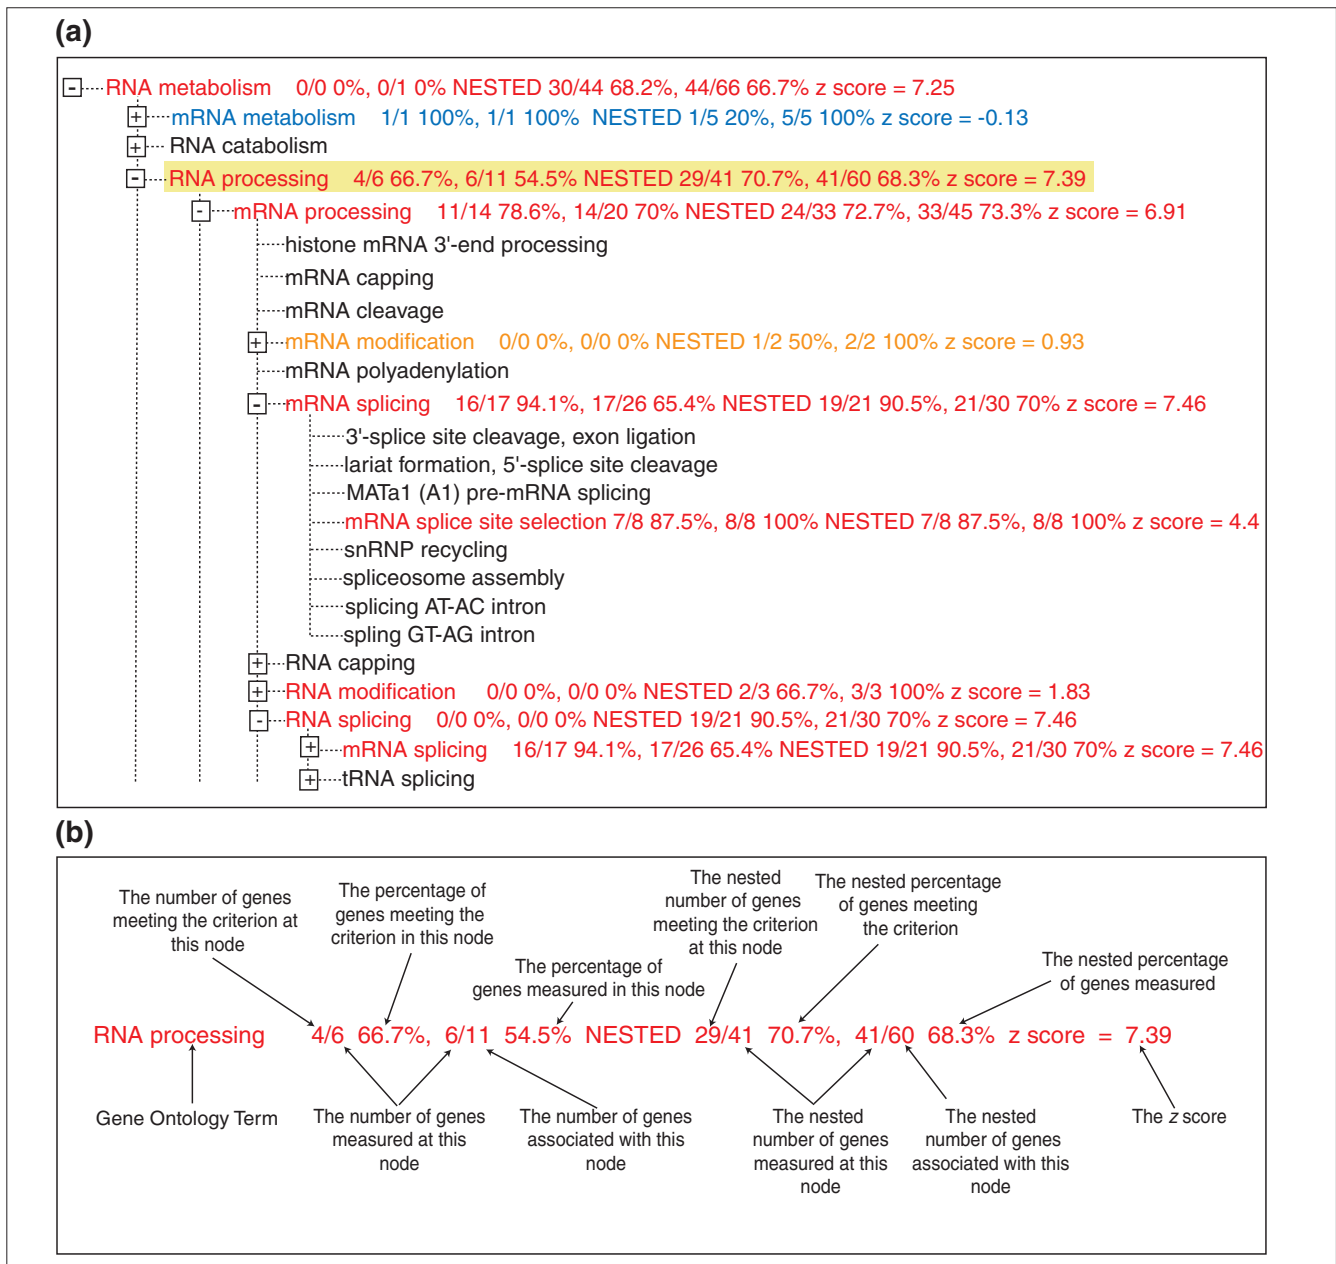 (a)
- RNA metabolism 0/0 0%, 0/1 0% NESTED 30/44 68.2%, 44/66 66.7% z score = 7.25
+ mRNA metabolism 1/1 100%, 1/1 100% NESTED 1/5 20%, 5/5 100% z score = -0.13
+ RNA catabolism
- RNA processing 4/6 66.7%, 6/11 54.5% NESTED 29/41 70.7%, 41/60 68.3% z score = 7.39
- mRNA processing 11/14 78.6%, 14/20 70% NESTED 24/33 72.7%, 33/45 73.3% z score = 6.91
histone mRNA 3'-end processing
mRNA capping
mRNA cleavage
+ mRNA modification 0/0 0%, 0/0 0% NESTED 1/2 50%, 2/2 100% z score = 0.93
mRNA polyadenylation
- mRNA splicing 16/17 94.1%, 17/26 65.4% NESTED 19/21 90.5%, 21/30 70% z score = 7.46
3'-splice site cleavage, exon ligation
lariat formation, 5'-splice site cleavage
MATa1 (A1) pre-mRNA splicing
mRNA splice site selection 7/8 87.5%, 8/8 100% NESTED 7/8 87.5%, 8/8 100% z score = 4.4
snRNP recycling
spliceosome assembly
splicing AT-AC intron
spling GT-AG intron
+ RNA capping
+ RNA modification 0/0 0%, 0/0 0% NESTED 2/3 66.7%, 3/3 100% z score = 1.83
- RNA splicing 0/0 0%, 0/0 0% NESTED 19/21 90.5%, 21/30 70% z score = 7.46
+ mRNA splicing 16/17 94.1%, 17/26 65.4% NESTED 19/21 90.5%, 21/30 70% z score = 7.46
+ tRNA splicing
(b)
The number of genes
meeting the criterion at
this node
The percentage of
genes meeting the
criterion in this node
The percentage of
genes measured in this node
The nested
number of genes
meeting the criterion
at this node
The nested percentage
of genes meeting
the criterion
The nested percentage
of genes measured
RNA processing 4/6 66.7%, 6/11 54.5% NESTED 29/41 70.7%, 41/60 68.3% z score = 7.39
Gene Ontology Term
The number of genes
measured at this
node
The number of genes
associated with this
node
The nested
number of genes
measured at this
node
The nested
number of genes
associated with this
node
The z score